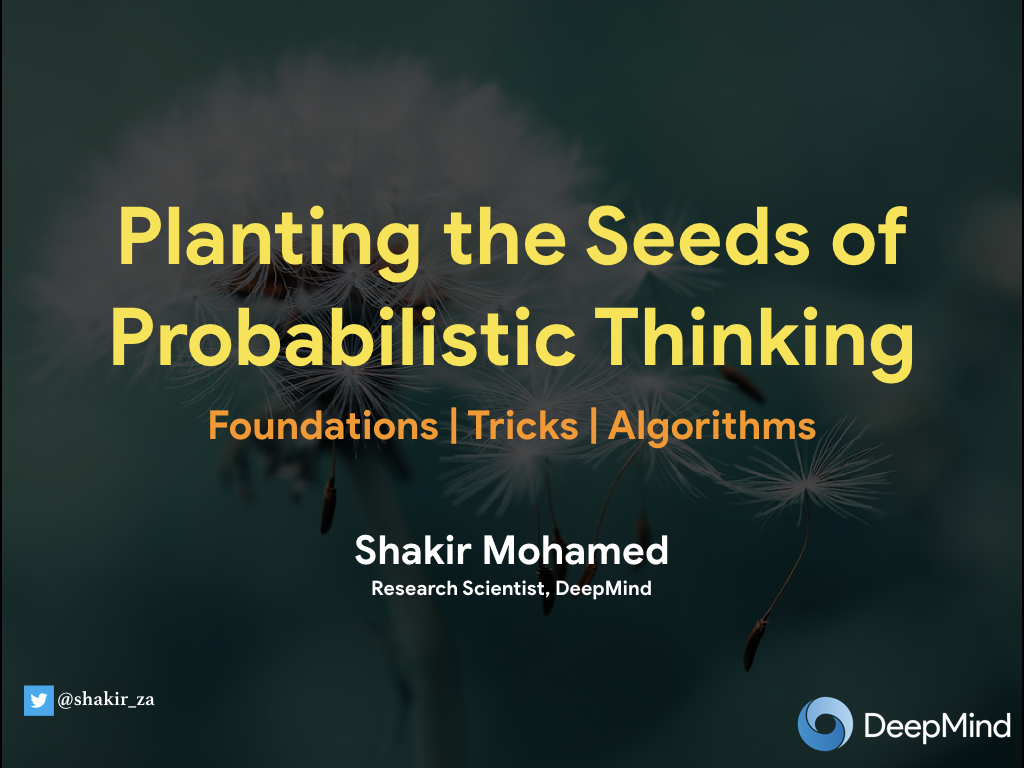 Planting the Seeds of
Probabilistic Thinking
Foundations | Tricks | Algorithms
Shakir Mohamed
Research Scientist, DeepMind
@shakir_za
DeepMind